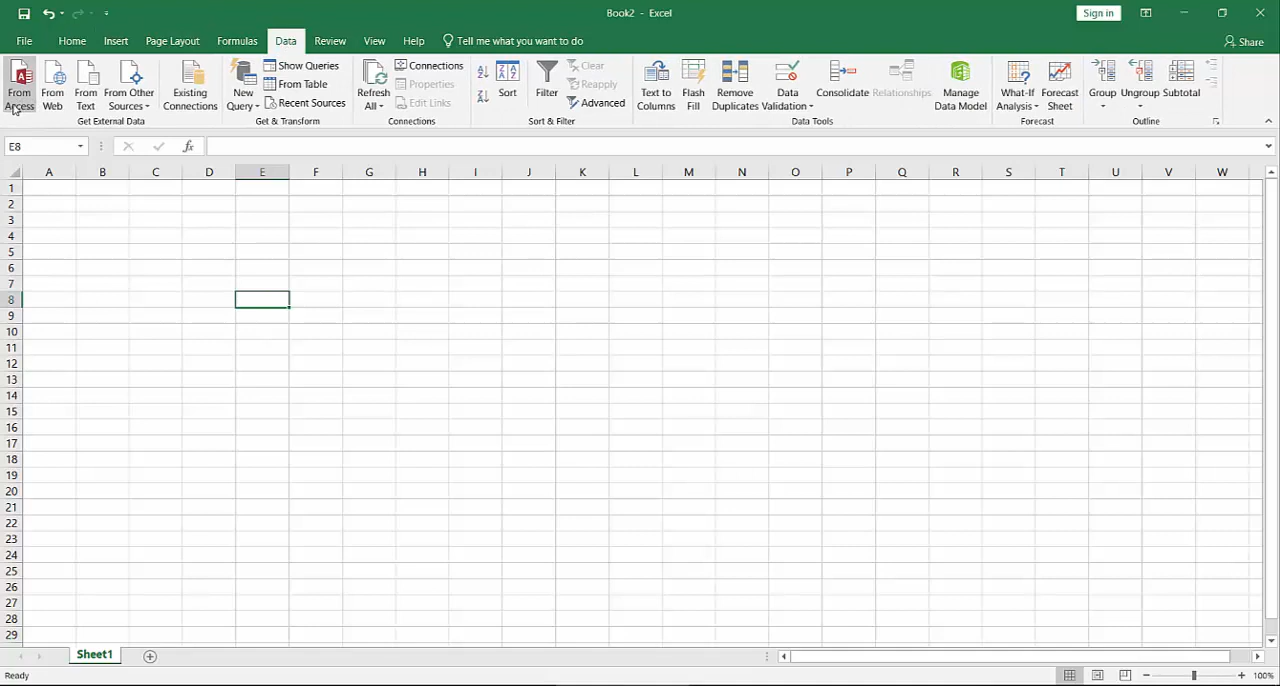 Book2 - Excel
Sign in
File Home Insert Page Layout Formulas Data Review View Help Tell me what you want to do Share
From Access
From Web
From Text
From Other Sources
Existing Connections
Get External Data
New Query
Show Queries
From Table
Recent Sources
Get & Transform
Refresh All
Connections
Properties
Edit Links
Connections
Sort
Filter
Clear
Reapply
Advanced
Sort & Filter
Text to Columns
Flash Fill
Remove Duplicates
Data Validation
Consolidate
Relationships
Manage Data Model
Data Tools
What-If Analysis
Forecast Sheet
Forecast
Group
Ungroup
Subtotal
Outline
E8
fx
A B C D E F G H I J K L M N O P Q R S T U V W
1
2
3
4
5
6
7
8
9
10
11
12
13
14
15
16
17
18
19
20
21
22
23
24
25
26
27
28
29
Sheet1
Ready
100%